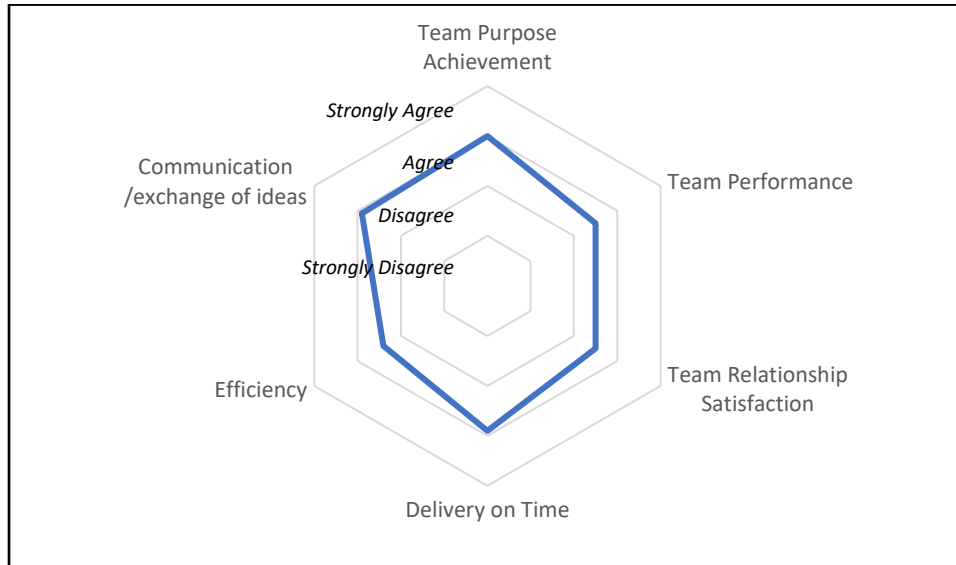 Team Purpose
Achievement
Strongly Agree
Communication
/exchange of ideas
Agree
Team Performance
Disagree
Strongly Disagree
Efficiency
Team Relationship
Satisfaction
Delivery on Time